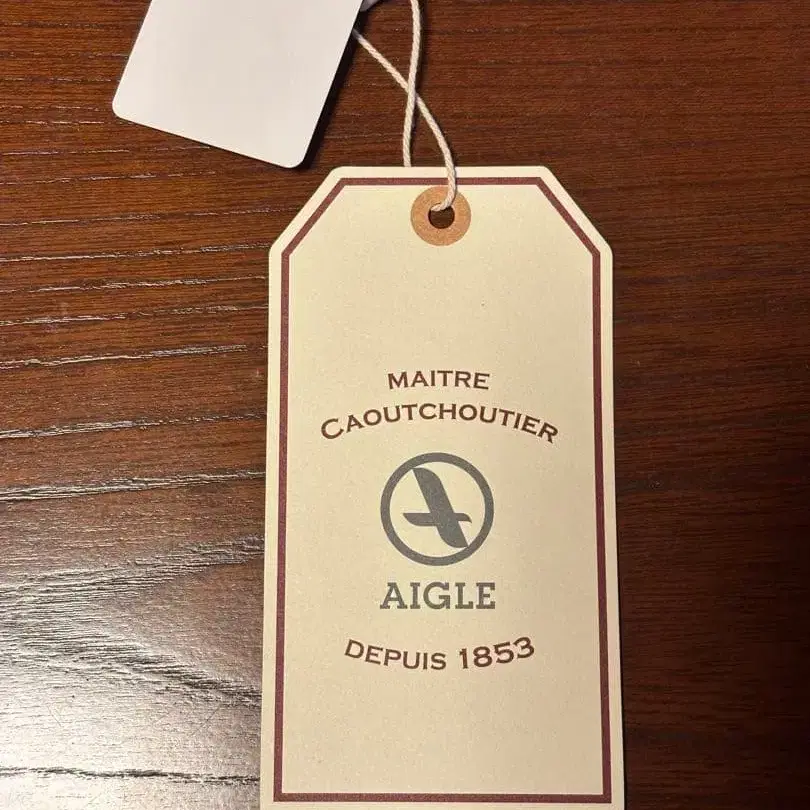 MAITRE
CAOUTCHOUTIER
AIGLE
DEPUIS 1853